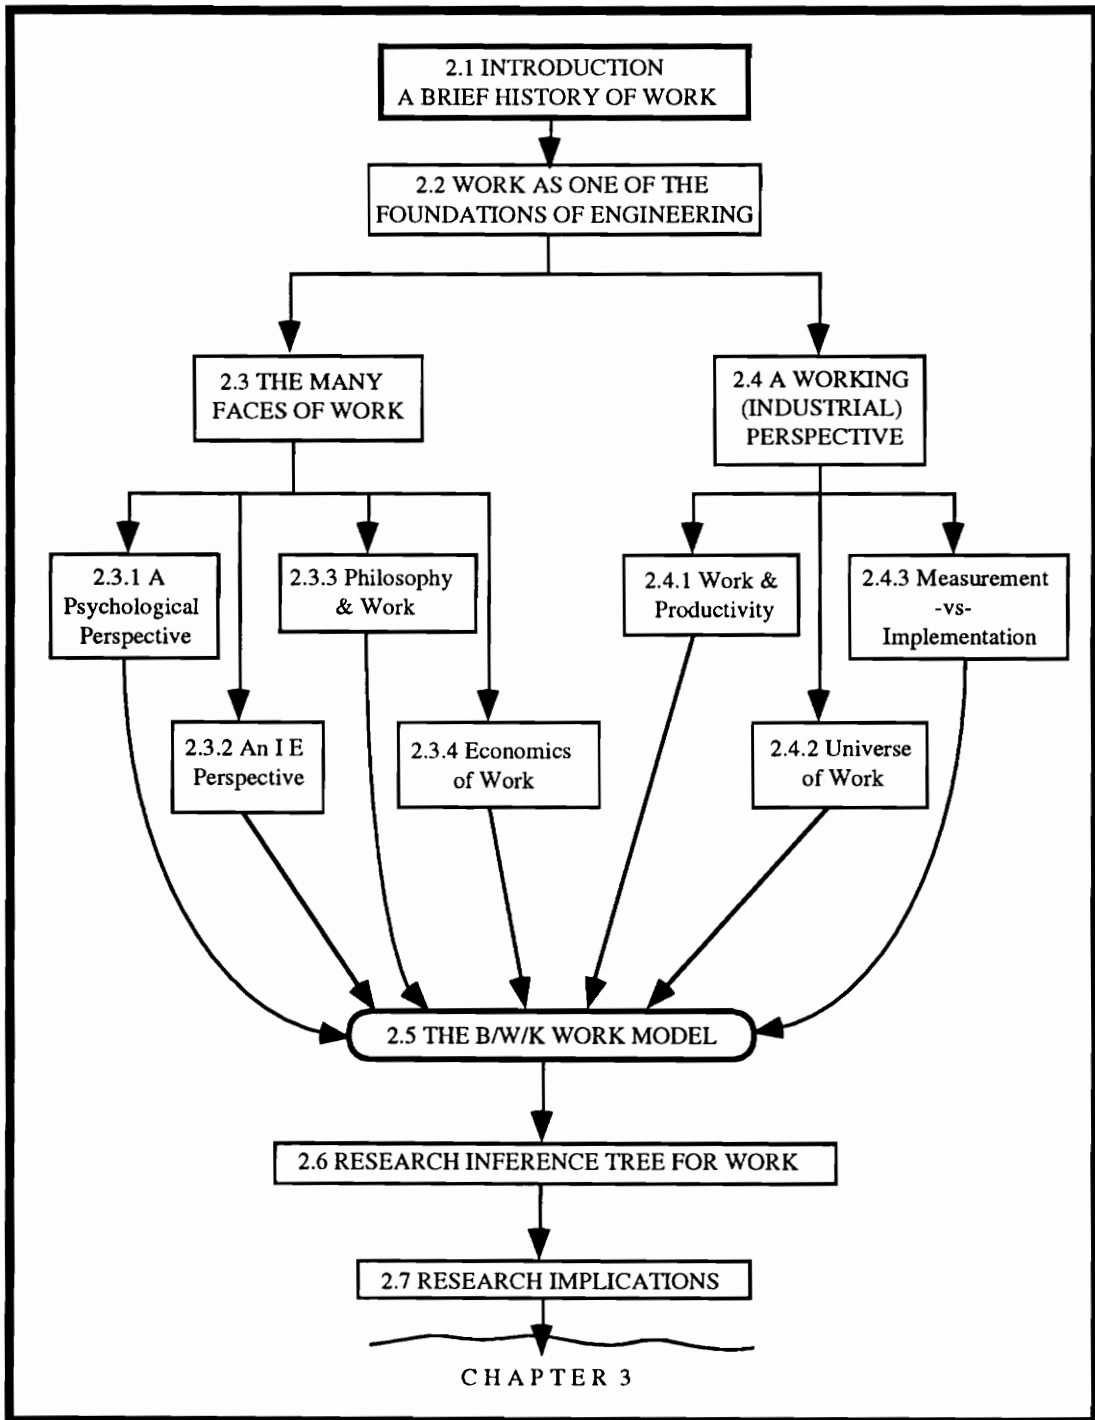 2.1 INTRODUCTION
A BRIEF HISTORY OF WORK
2.2 WORK AS ONE OF THE
FOUNDATIONS OF ENGINEERING
2.3 THE MANY
FACES OF WORK
2.4 A WORKING
(INDUSTRIAL)
PERSPECTIVE
2.3.1 A
Psychological
Perspective
2.3.3 Philosophy
& Work
2.4.1 Work &
Productivity
2.4.3 Measurement
-vs-
Implementation
2.3.2 An I E
Perspective
2.3.4 Economics
of Work
2.4.2 Universe
of Work
2.5 THE B/W/K WORK MODEL
2.6 RESEARCH INFERENCE TREE FOR WORK
2.7 RESEARCH IMPLICATIONS
CHAPTER 3